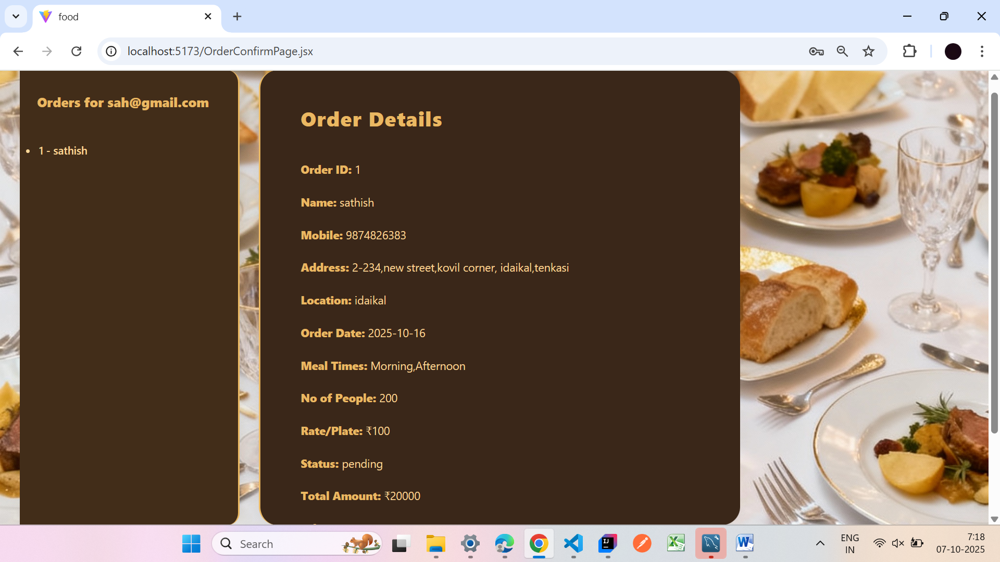 food
localhost:5173/OrderConfirmPage.jsx
Orders for sah@gmail.com
1 - sathish
Order Details
Order ID: 1
Name: sathish
Mobile: 9874826383
Address: 2-234,new street,kovil corner, idaikal,tenkasi
Location: idaikal
Order Date: 2025-10-16
Meal Times: Morning,Afternoon
No of People: 200
Rate/Plate: ₹100
Status: pending
Total Amount: ₹20000
Search
ENG
IN
7:18
07-10-2025